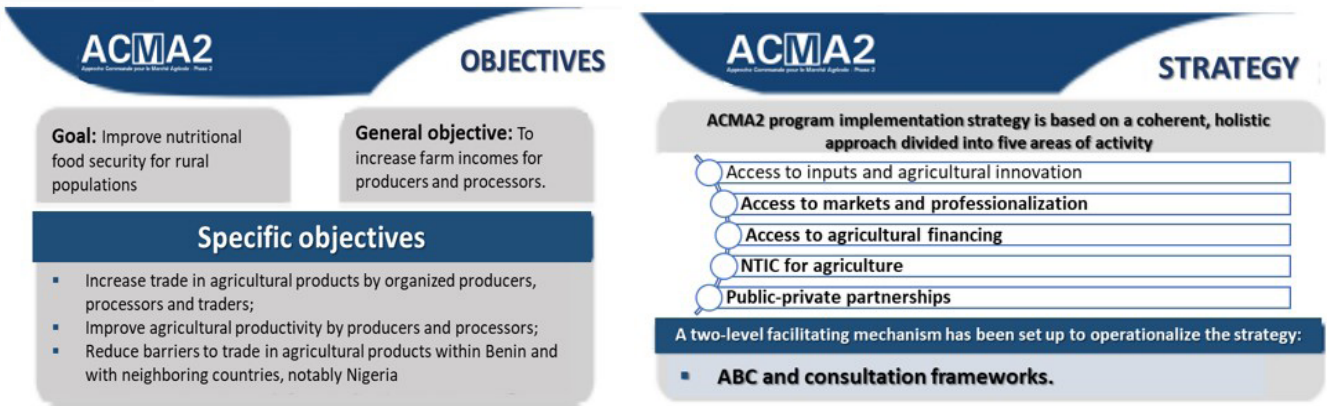 ACMA2
Approche Communale pour le Marché Agricole - Phase 2
OBJECTIVES
Goal: Improve nutritional
food security for rural
populations
General objective: To
increase farm incomes for
producers and processors.
Specific objectives
▪ Increase trade in agricultural products by organized producers,
processors and traders;
▪ Improve agricultural productivity by producers and processors;
▪ Reduce barriers to trade in agricultural products within Benin and
with neighboring countries, notably Nigeria
ACMA2
Approche Communale pour le Marché Agricole - Phase 2
STRATEGY
ACMA2 program implementation strategy is based on a coherent, holistic
approach divided into five areas of activity
Access to inputs and agricultural innovation
Access to markets and professionalization
Access to agricultural financing
NTIC for agriculture
Public-private partnerships
A two-level facilitating mechanism has been set up to operationalize the strategy:
▪ ABC and consultation frameworks.